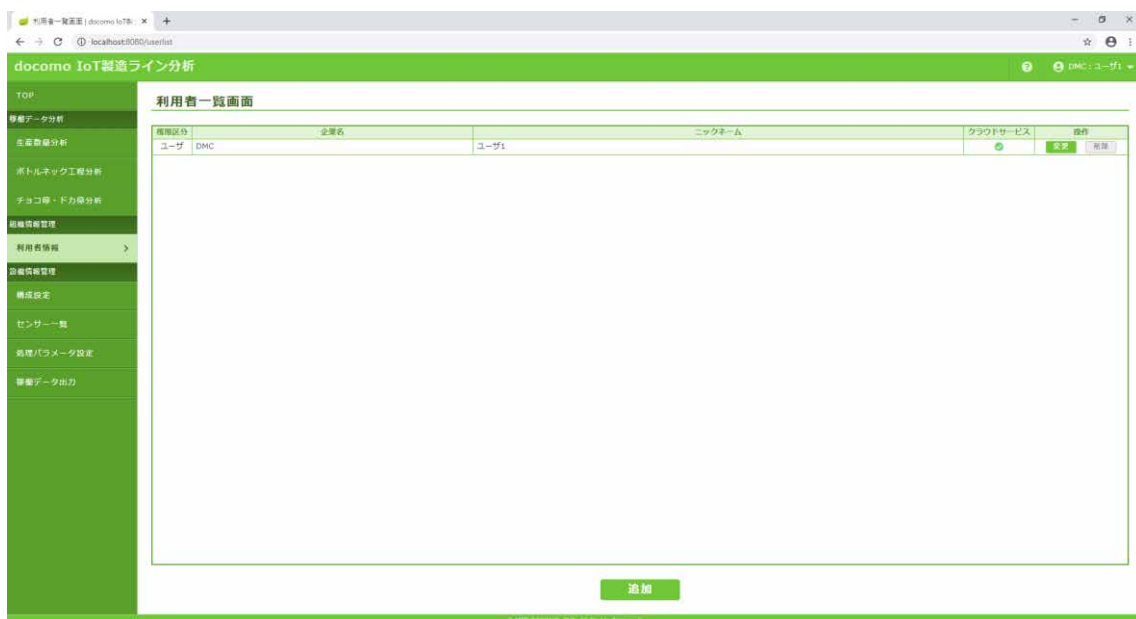 利用者一覧画面 | docomo IoT製
localhost:8080/userlist
docomo IoT製造ライン分析
DMC : ユーザ1
TOP
稼働データ分析
生産数量分析
ボトルネック工程分析
チョコ停・ドカ停分析
組織情報管理
利用者情報
設備情報管理
構成設定
センサー一覧
処理パラメータ設定
稼働データ出力
利用者一覧画面
権限区分 企業名 ニックネーム クラウドサービス 操作
ユーザ DMC ユーザ1 変更 削除
追加